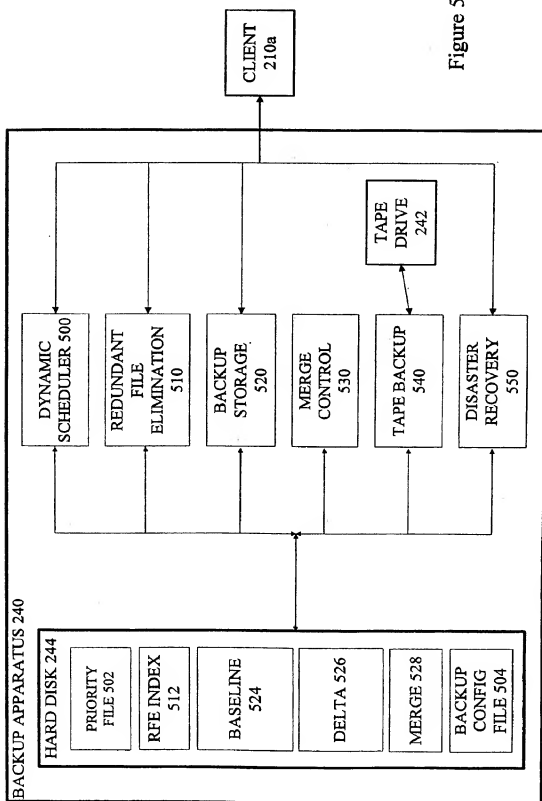 BACKUP APPARATUS 240
HARD DISK 244
PRIORITY
FILE 502
RFE INDEX
512
BASELINE
524
DELTA 526
MERGE 528
BACKUP
CONFIG
FILE 504
DYNAMIC
SCHEDULER 500
REDUNDANT
FILE
ELIMINATION
510
BACKUP
STORAGE
520
MERGE
CONTROL
530
TAPE BACKUP
540
DISASTER
RECOVERY
550
TAPE
DRIVE
242
CLIENT
210a
Figure 5